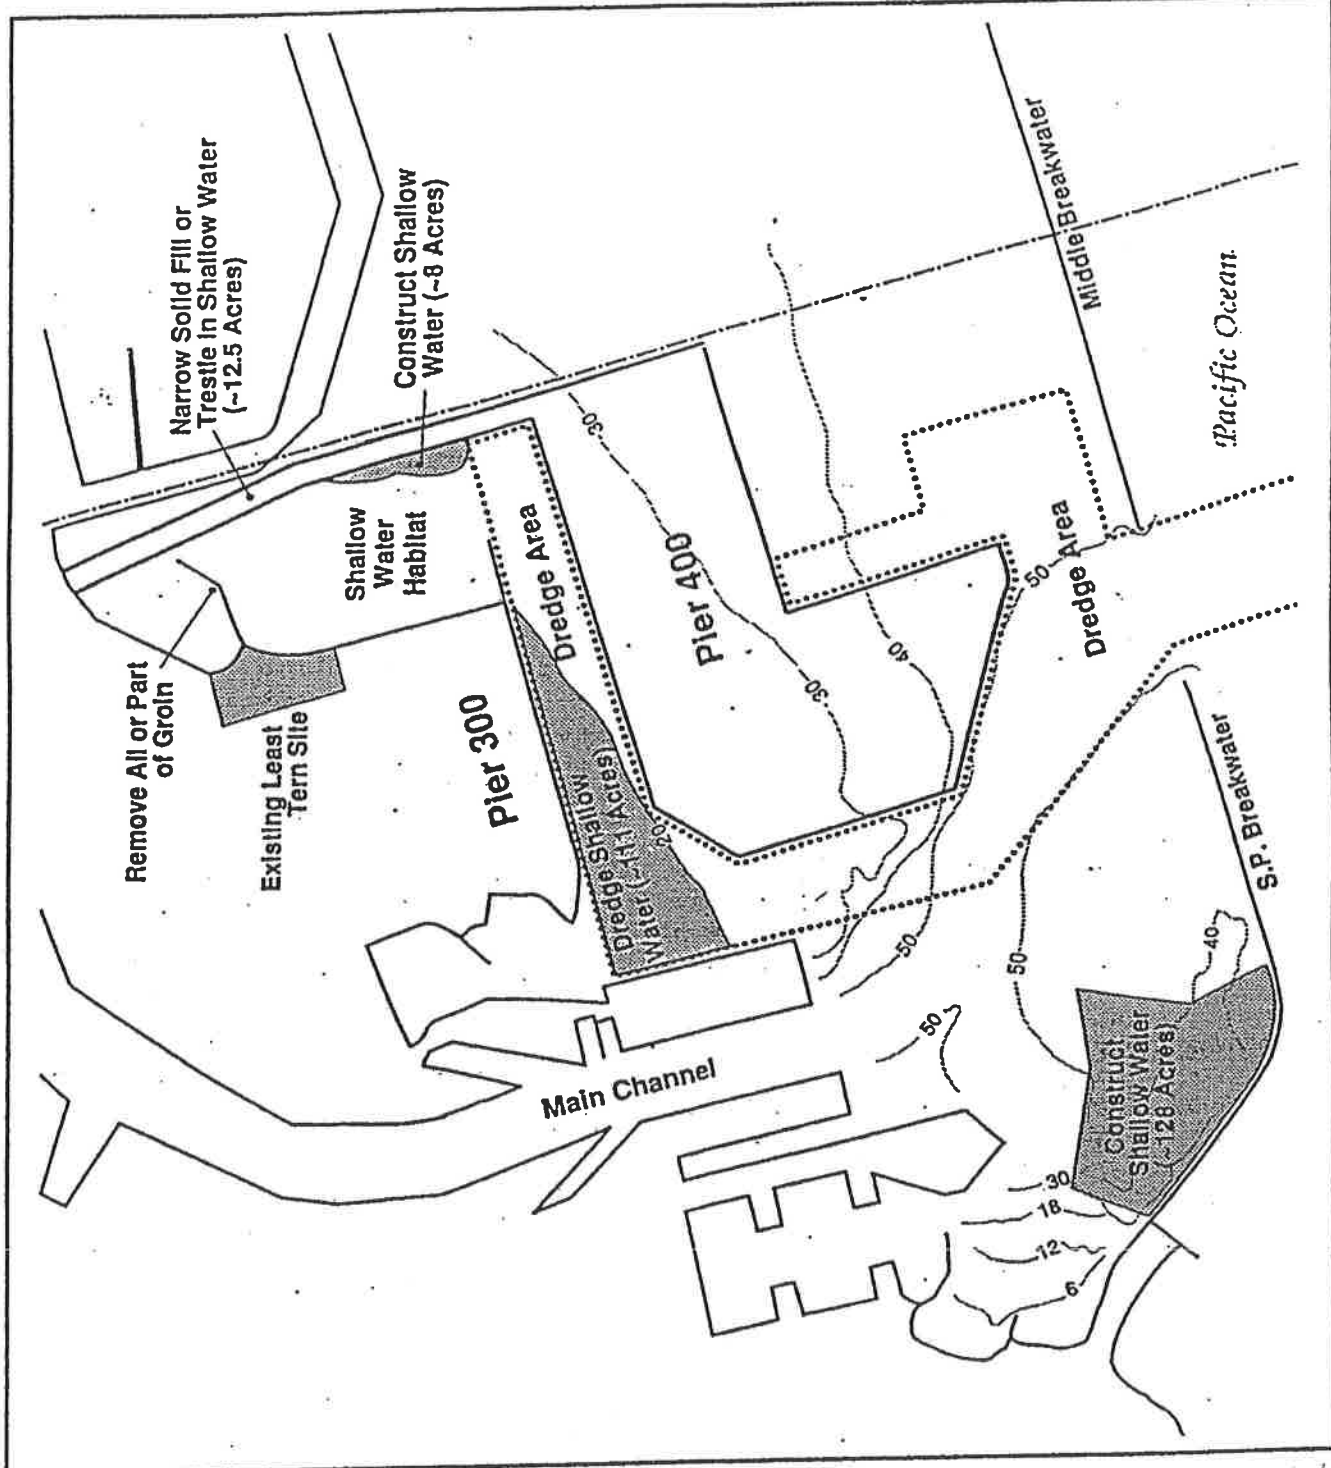 Narrow Solid Fill or
Trestle In Shallow Water
(~12.5 Acres)
Construct Shallow
Water (~8 Acres)
Remove All or Part
of Groin
Existing Least
Tern Site
Shallow
Water
Habitat
Pier 300
Dredge Area
Pier 400
Dredge Shallow
Water (~111 Acres)
20
30
30
40
50
Dredge Area
Middle Breakwater
Pacific Ocean
S.P. Breakwater
Main Channel
50
50
50
40
Construct
Shallow Water
(~128 Acres)
30
18
12
6